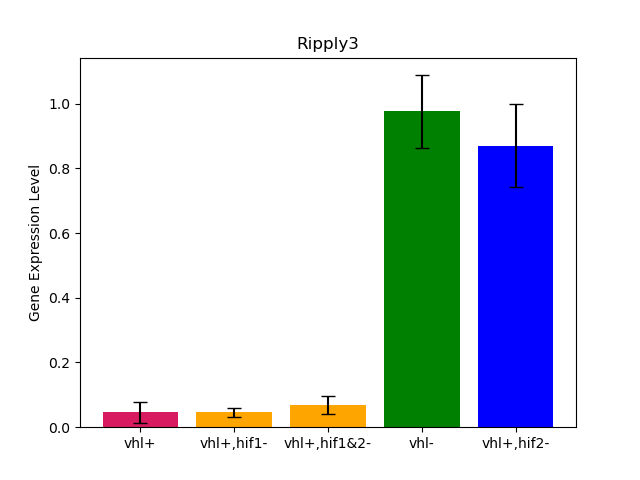 Ripply3
Gene Expression Level
1.0
0.8
0.6
0.4
0.2
0.0
vhl+
vhl+,hif1-
vhl+,hif1&2-
vhl-
vhl+,hif2-